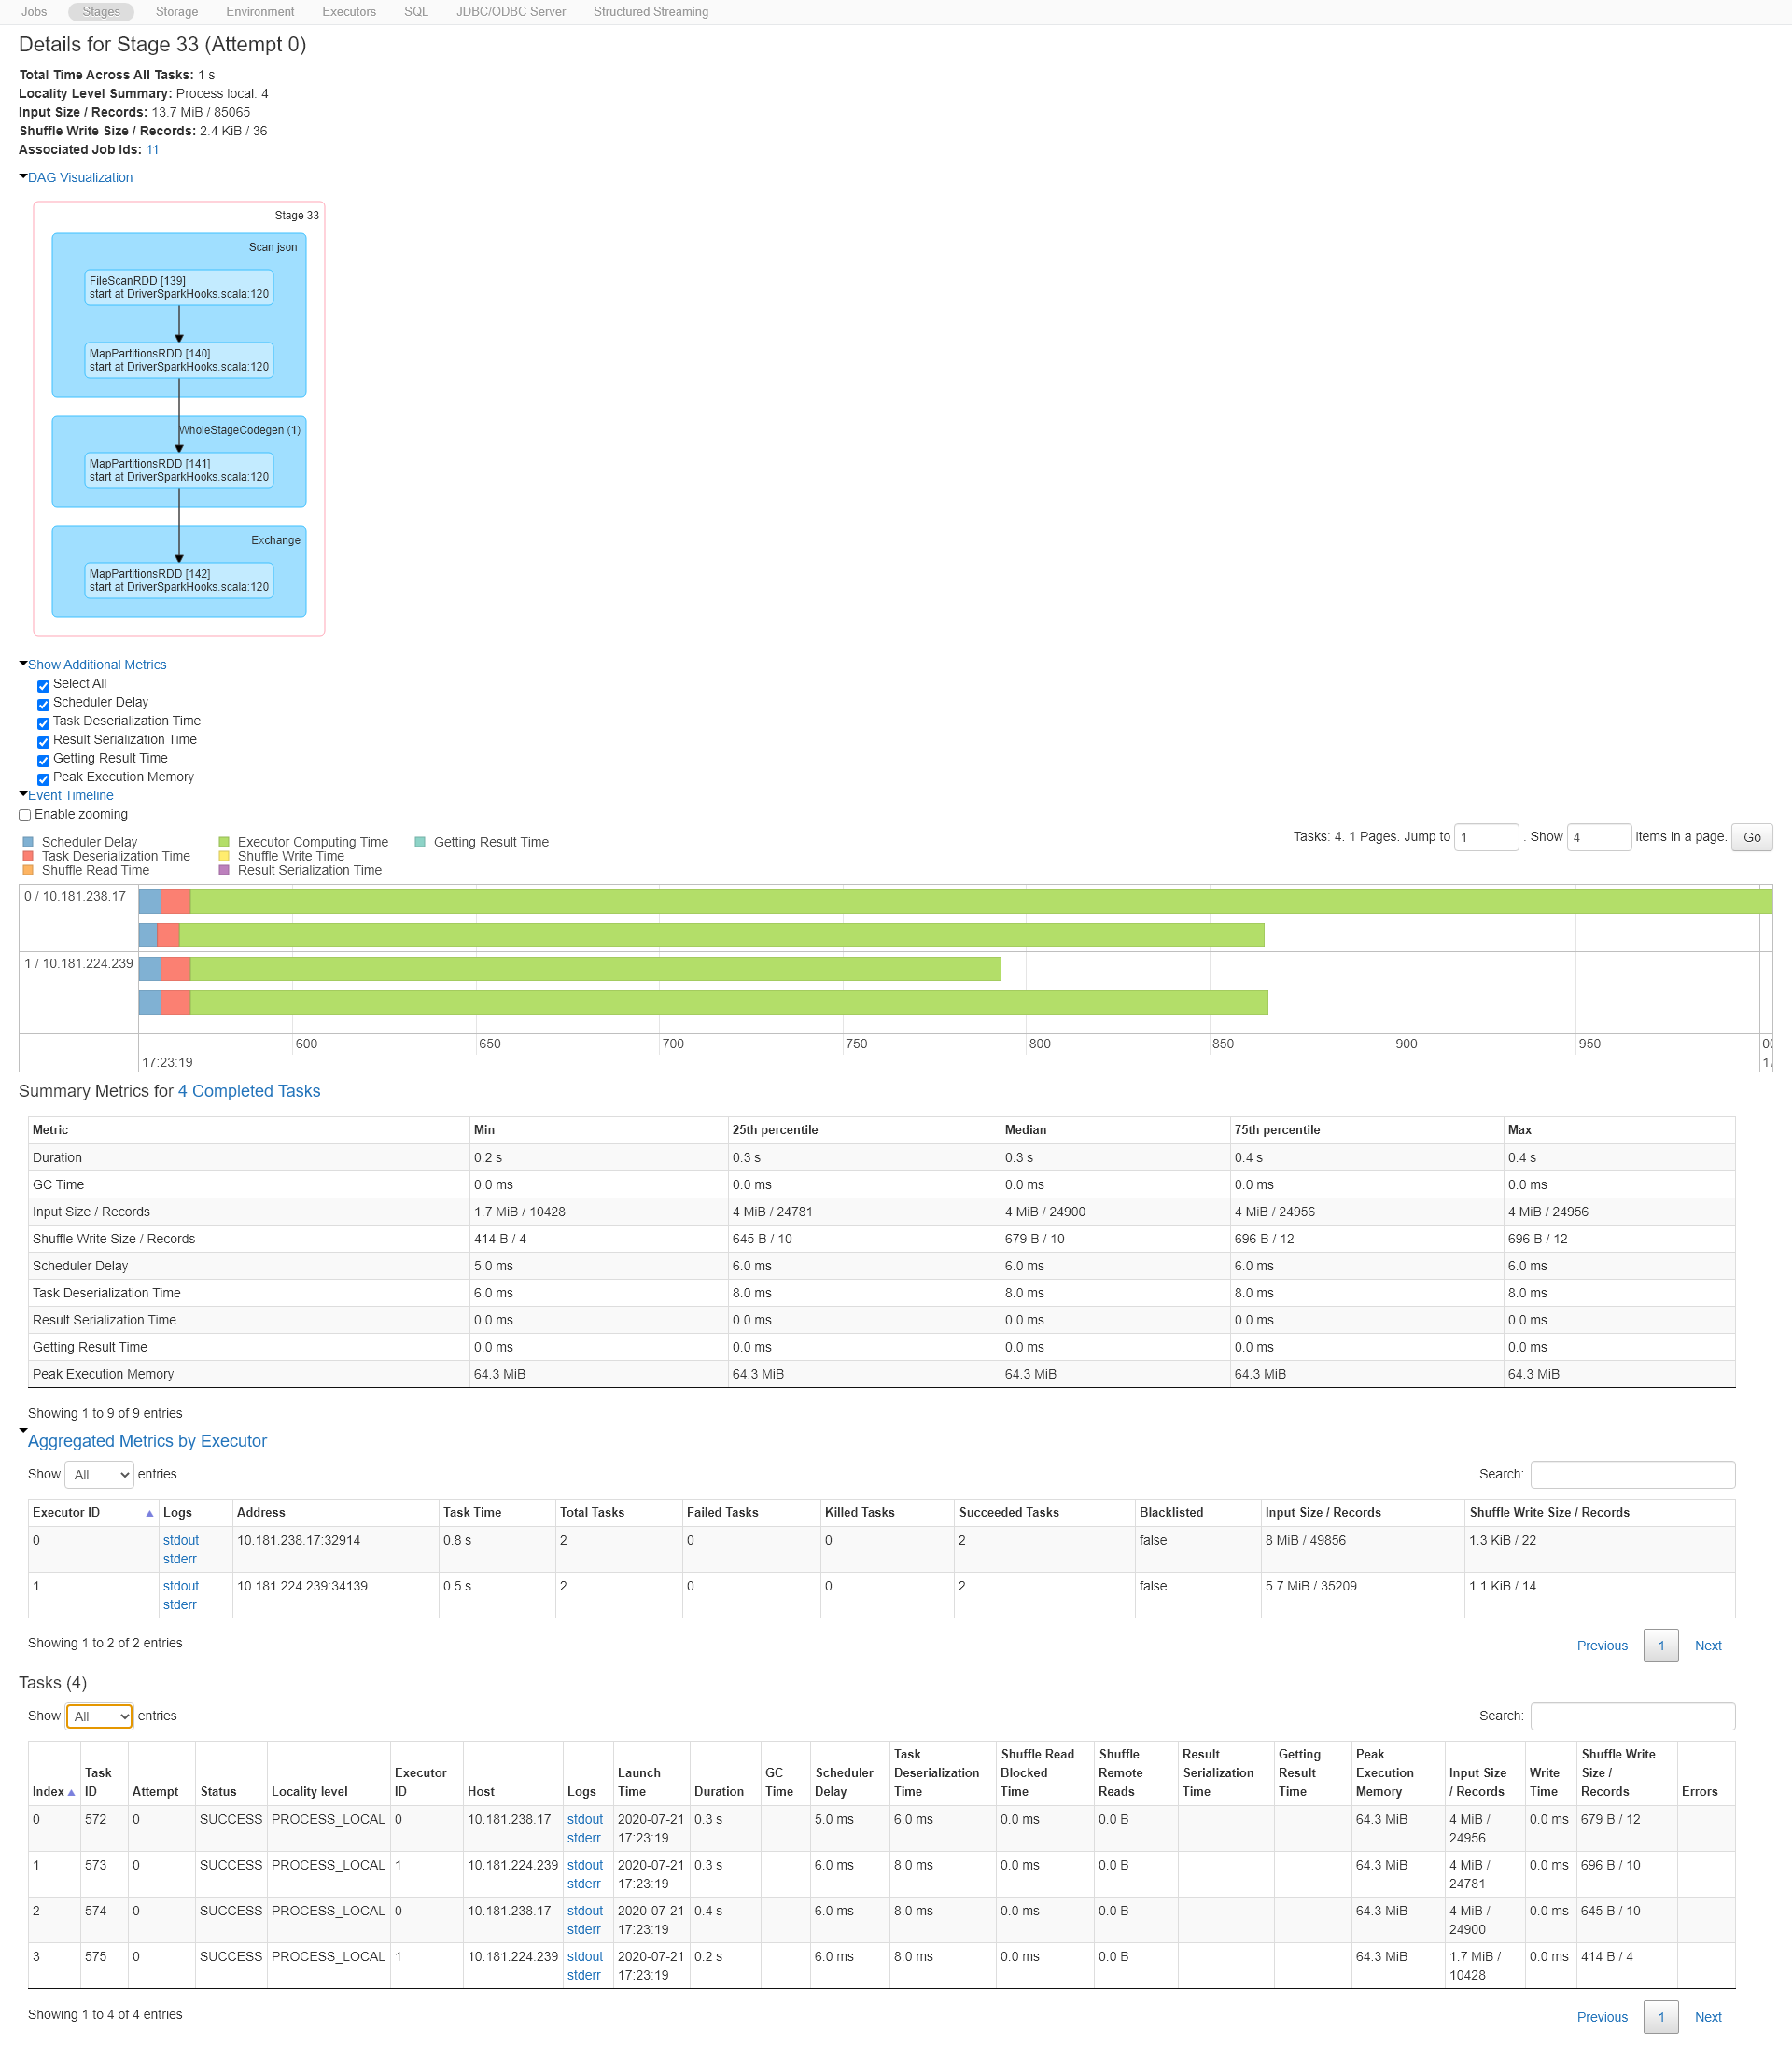 Jobs Stages Storage Environment Executors SQL JDBC/ODBC Server Structured Streaming
Details for Stage 33 (Attempt 0)
Total Time Across All Tasks: 1 s
Locality Level Summary: Process local: 4
Input Size / Records: 13.7 MiB / 85065
Shuffle Write Size / Records: 2.4 KiB / 36
Associated Job Ids: 11
DAG Visualization
Stage 33
Scan json
FileScanRDD [139]
start at DriverSparkHooks.scala:120
MapPartitionsRDD [140]
start at DriverSparkHooks.scala:120
WholeStageCodegen (1)
MapPartitionsRDD [141]
start at DriverSparkHooks.scala:120
Exchange
MapPartitionsRDD [142]
start at DriverSparkHooks.scala:120
Show Additional Metrics
Select All
Scheduler Delay
Task Deserialization Time
Result Serialization Time
Getting Result Time
Peak Execution Memory
Event Timeline
Enable zooming
Tasks: 4. 1 Pages. Jump to 1 . Show 4 items in a page. Go
Scheduler Delay Executor Computing Time Getting Result Time
Task Deserialization Time Shuffle Write Time
Shuffle Read Time Result Serialization Time
0 / 10.181.238.17
1 / 10.181.224.239
600 650 700 750 800 850 900 950
17:23:19
Summary Metrics for 4 Completed Tasks
Metric Min 25th percentile Median 75th percentile Max
Duration 0.2 s 0.3 s 0.3 s 0.4 s 0.4 s
GC Time 0.0 ms 0.0 ms 0.0 ms 0.0 ms 0.0 ms
Input Size / Records 1.7 MiB / 10428 4 MiB / 24781 4 MiB / 24900 4 MiB / 24956 4 MiB / 24956
Shuffle Write Size / Records 414 B / 4 645 B / 10 679 B / 10 696 B / 12 696 B / 12
Scheduler Delay 5.0 ms 6.0 ms 6.0 ms 6.0 ms 6.0 ms
Task Deserialization Time 6.0 ms 8.0 ms 8.0 ms 8.0 ms 8.0 ms
Result Serialization Time 0.0 ms 0.0 ms 0.0 ms 0.0 ms 0.0 ms
Getting Result Time 0.0 ms 0.0 ms 0.0 ms 0.0 ms 0.0 ms
Peak Execution Memory 64.3 MiB 64.3 MiB 64.3 MiB 64.3 MiB 64.3 MiB
Showing 1 to 9 of 9 entries
Aggregated Metrics by Executor
Show All entries Search:
Executor ID Logs Address Task Time Total Tasks Failed Tasks Killed Tasks Succeeded Tasks Blacklisted Input Size / Records Shuffle Write Size / Records
0 stdout 10.181.238.17:32914 0.8 s 2 0 0 2 false 8 MiB / 49856 1.3 KiB / 22
stderr
1 stdout 10.181.224.239:34139 0.5 s 2 0 0 2 false 5.7 MiB / 35209 1.1 KiB / 14
stderr
Showing 1 to 2 of 2 entries Previous 1 Next
Tasks (4)
Show All entries Search:
Task Shuffle Read Shuffle Result Getting Peak Shuffle Write
Task Executor Launch GC Scheduler Deserialization Blocked Remote Serialization Result Execution Input Size Write Size /
Index ID Attempt Status Locality level ID Host Logs Time Duration Time Delay Time Time Reads Time Time Memory / Records Time Records Errors
0 572 0 SUCCESS PROCESS_LOCAL 0 10.181.238.17 stdout 2020-07-21 0.3 s 5.0 ms 6.0 ms 0.0 ms 0.0 B 64.3 MiB 4 MiB / 0.0 ms 679 B / 12
stderr 17:23:19 24956
1 573 0 SUCCESS PROCESS_LOCAL 1 10.181.224.239 stdout 2020-07-21 0.3 s 6.0 ms 8.0 ms 0.0 ms 0.0 B 64.3 MiB 4 MiB / 0.0 ms 696 B / 10
stderr 17:23:19 24781
2 574 0 SUCCESS PROCESS_LOCAL 0 10.181.238.17 stdout 2020-07-21 0.4 s 6.0 ms 8.0 ms 0.0 ms 0.0 B 64.3 MiB 4 MiB / 0.0 ms 645 B / 10
stderr 17:23:19 24900
3 575 0 SUCCESS PROCESS_LOCAL 1 10.181.224.239 stdout 2020-07-21 0.2 s 6.0 ms 8.0 ms 0.0 ms 0.0 B 64.3 MiB 1.7 MiB / 0.0 ms 414 B / 4
stderr 17:23:19 10428
Showing 1 to 4 of 4 entries Previous 1 Next